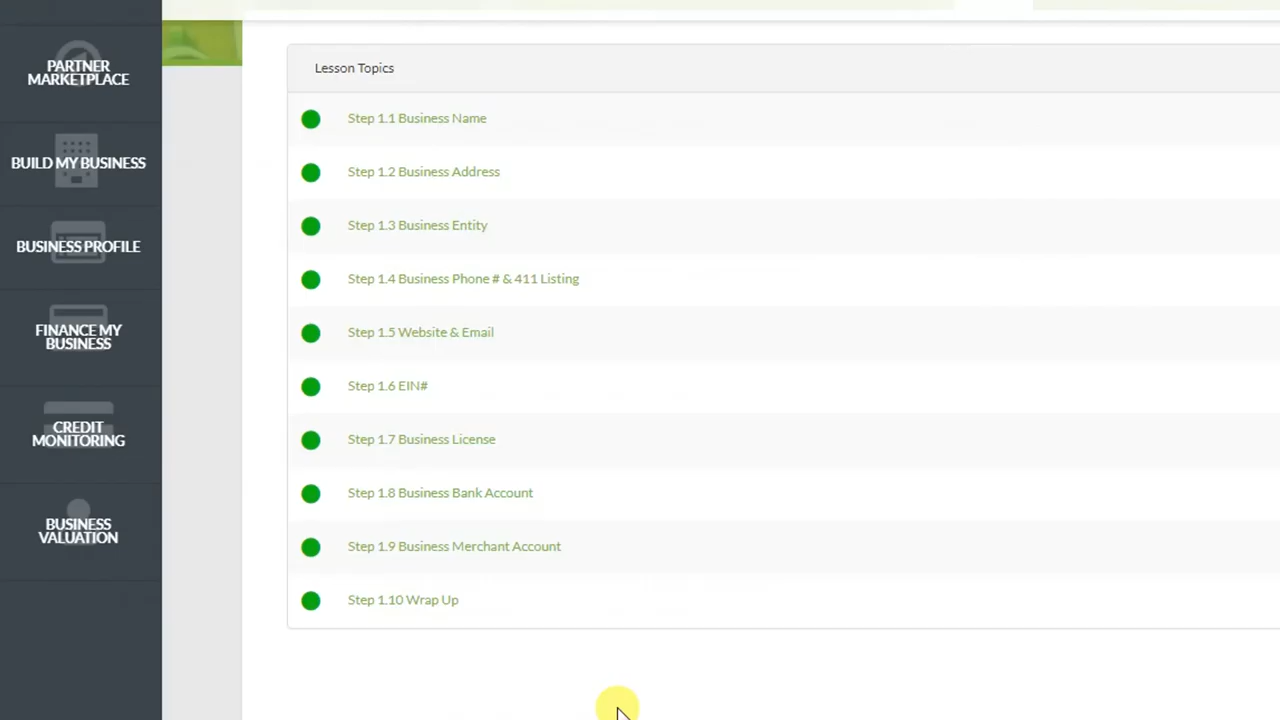 PARTNER
MARKETPLACE
BUILD MY BUSINESS
BUSINESS PROFILE
FINANCE MY
BUSINESS
CREDIT
MONITORING
BUSINESS
VALUATION
Lesson Topics
Step 1.1 Business Name
Step 1.2 Business Address
Step 1.3 Business Entity
Step 1.4 Business Phone # & 411 Listing
Step 1.5 Website & Email
Step 1.6 EIN#
Step 1.7 Business License
Step 1.8 Business Bank Account
Step 1.9 Business Merchant Account
Step 1.10 Wrap Up